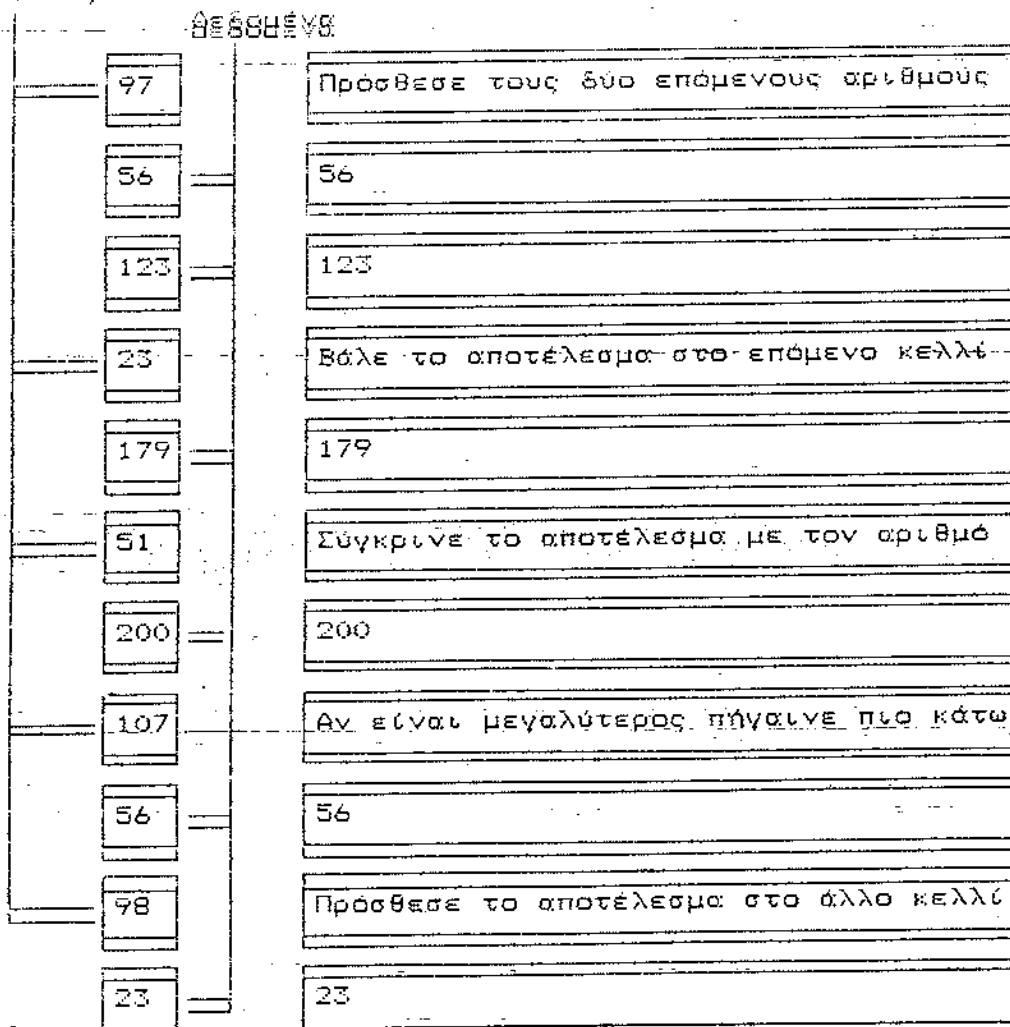 Δεδομένα
97 Πρόσθεσε τους δύο επόμενους αριθμούς
56 56
123 123
23 Βάλε το αποτέλεσμα στο επόμενο κελλί
179 179
51 Σύγκρινε το αποτέλεσμα με τον αριθμό
200 200
107 Αν είναι μεγαλύτερος πήγαινε πιο κάτω
56 56
98 Πρόσθεσε το αποτέλεσμα στο άλλο κελλί
23 23